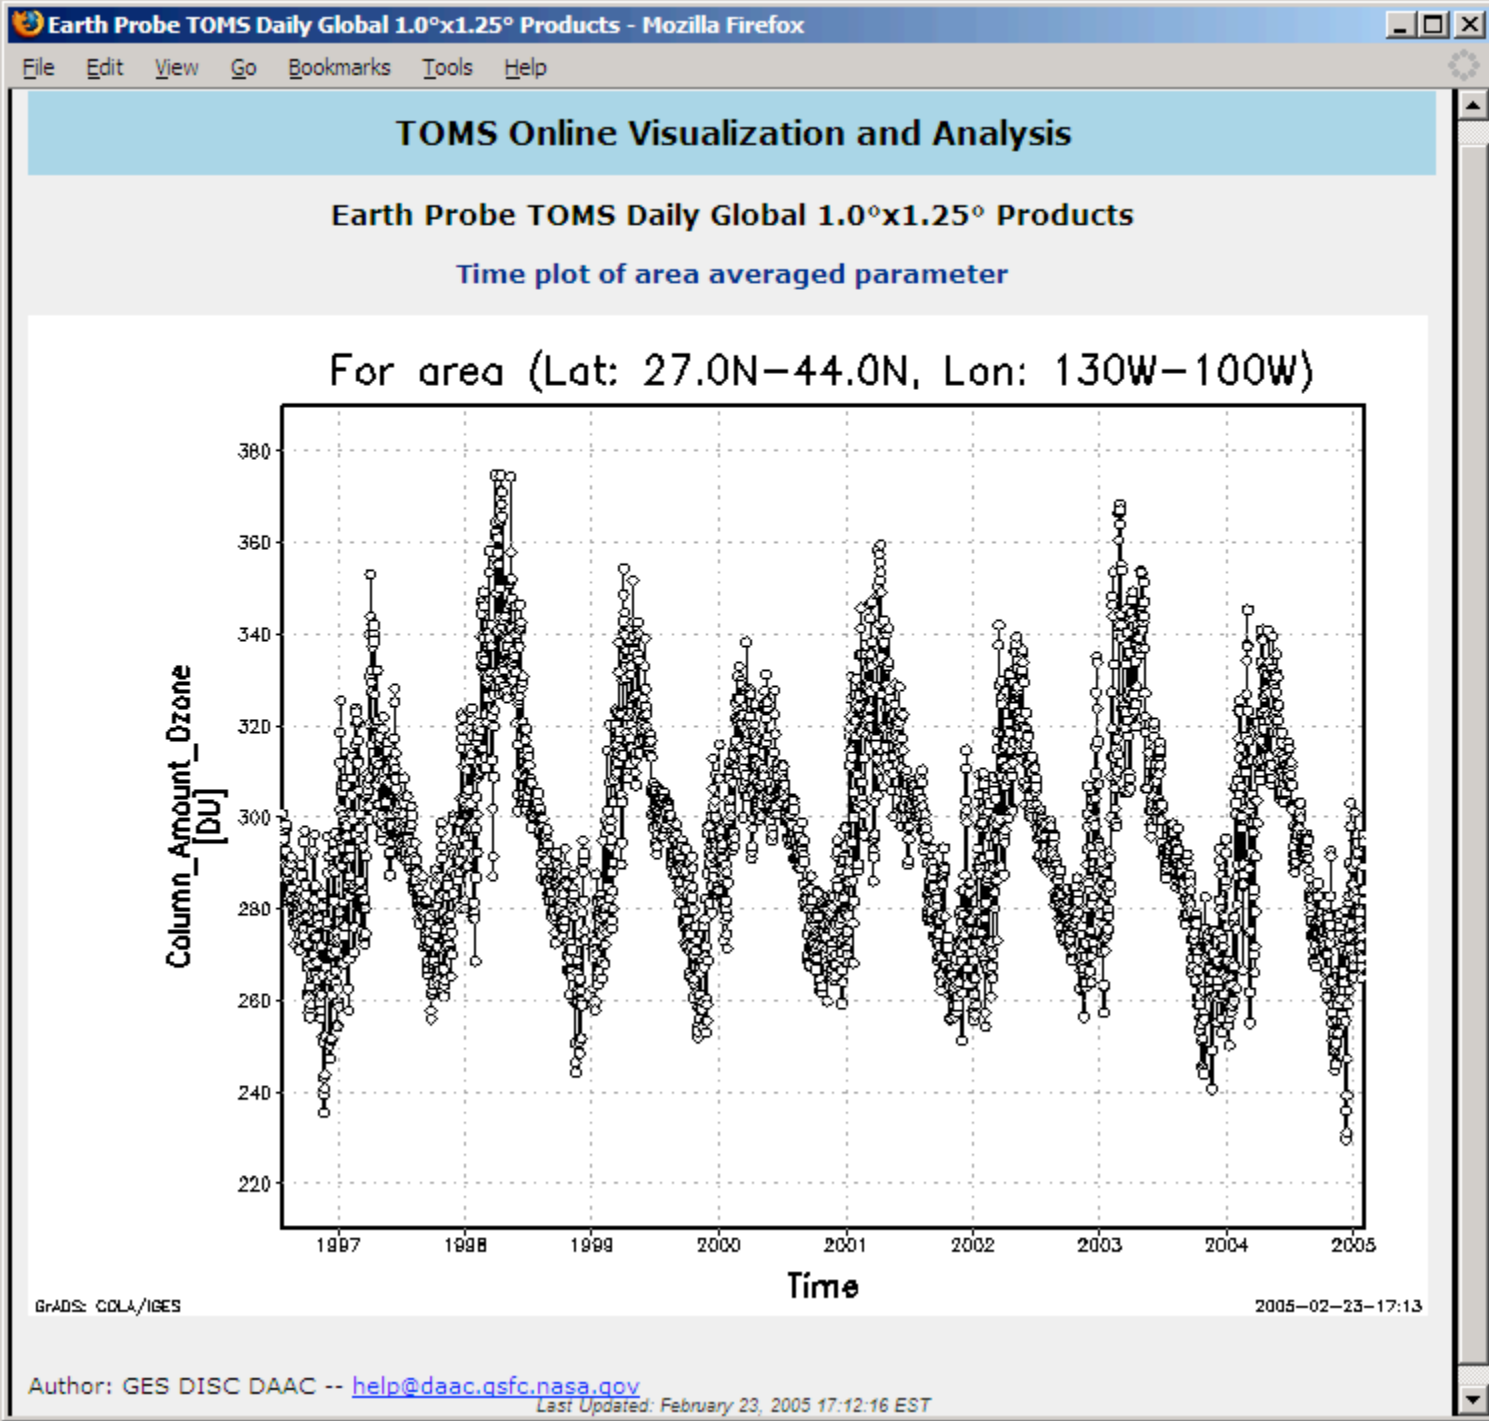 Earth Probe TOMS Daily Global 1.0°x1.25° Products - Mozilla Firefox
File Edit View Go Bookmarks Tools Help
TOMS Online Visualization and Analysis
Earth Probe TOMS Daily Global 1.0°x1.25° Products
Time plot of area averaged parameter
For area (Lat: 27.0N-44.0N, Lon: 130W-100W)
380
360
340
320
300
280
260
240
220
Column_Amount_Ozone
[DU]
1997 1998 1999 2000 2001 2002 2003 2004 2005
Time
GrADS: COLA/IGES
2005-02-23-17:13
Author: GES DISC DAAC -- help@daac.gsfc.nasa.gov
Last Updated: February 23, 2005 17:12:16 EST